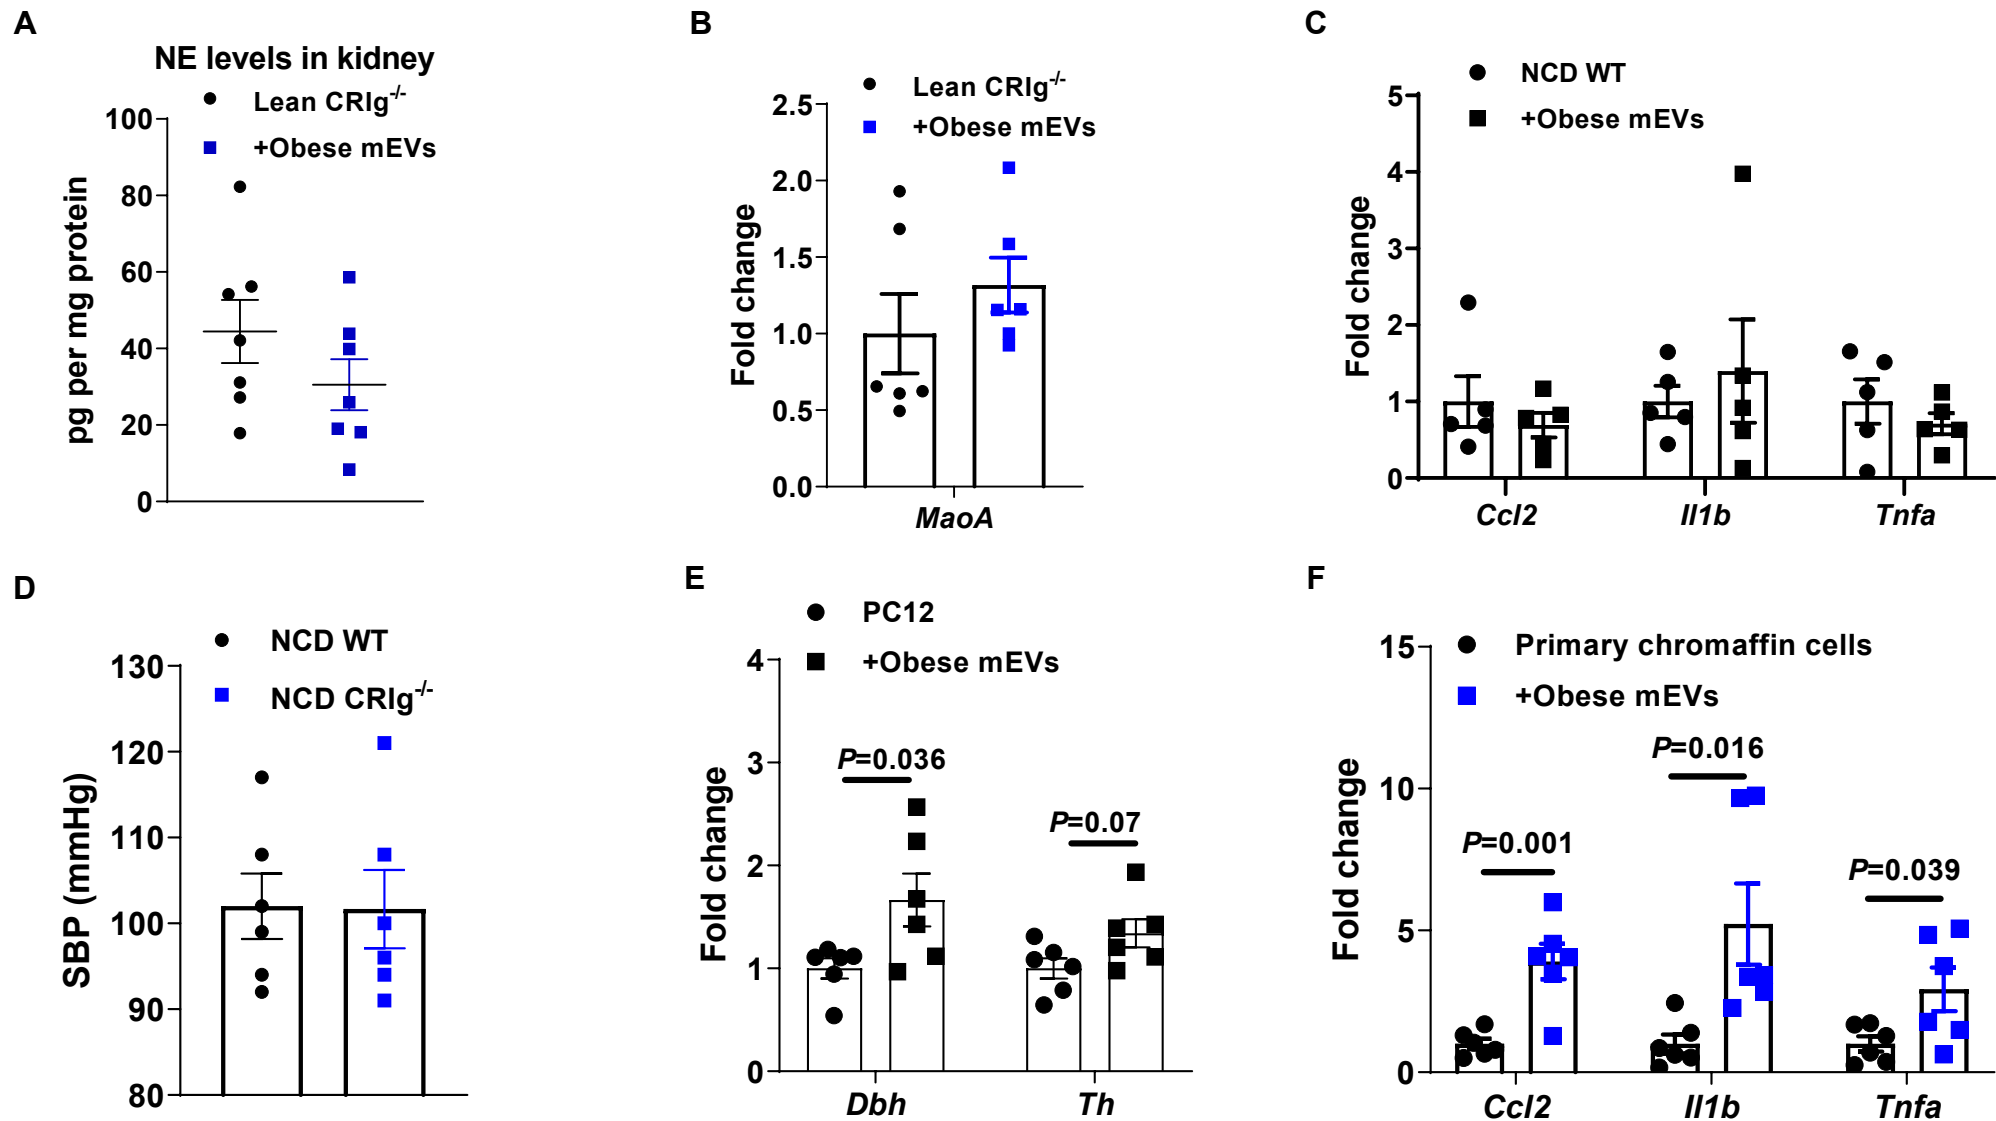 A
NE levels in kidney
Lean CRIg-/-
+Obese mEVs
pg per mg protein
100
80
60
40
20
0
B
Lean CRIg-/-
+Obese mEVs
Fold change
2.5
2.0
1.5
1.0
0.5
0.0
MaoA
C
NCD WT
+Obese mEVs
Fold change
5
4
3
2
1
0
Ccl2 Il1b Tnfa
D
NCD WT
NCD CRIg-/-
SBP (mmHg)
130
120
110
100
90
80
E
PC12
+Obese mEVs
Fold change
4
3
2
1
0
P=0.036
P=0.07
Dbh Th
F
Primary chromaffin cells
+Obese mEVs
Fold change
15
10
5
0
P=0.001
P=0.016
P=0.039
Ccl2 Il1b Tnfa